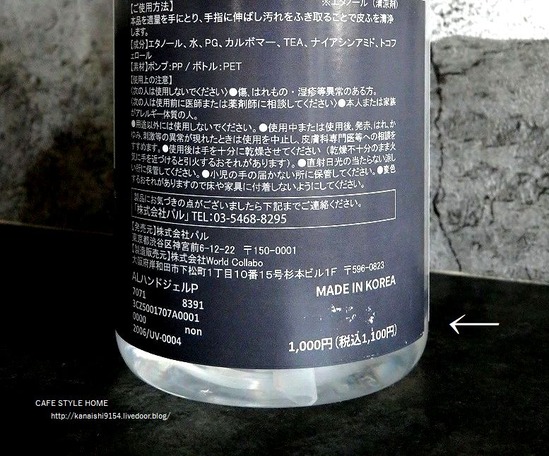 【ご使用方法】 ※エタノール（清涼剤）
本品を適量を手にとり、手指に伸ばし汚れをふき取ることで皮ふを清浄
します。
【成分】エタノール、水、PG、カルボマー、TEA、ナイアシンアミド、トコフ
ェロール
【素材】ポンプ:PP / ボトル:PET
【使用上の注意】
〈次の人は使用しないでください〉●傷、はれもの・湿疹等異常のある方。
〈次の人は使用前に医師または薬剤師に相談してください〉●本人または家族
がアレルギー体質の人。
●用途以外には使用しないでください。●使用中または使用後、発赤、はれ、か
ゆみ、刺激等の異常が現れたときは使用を中止し、皮膚科専門医等への相談を
すすめます。●使用後は手を十分に乾燥させてください（乾燥不十分のまま火
気に手を近づけると引火するおそれがあります）。●直射日光の当たらない涼し
い所に保管してください。●小児の手の届かない所に保管してください。●変色
するおそれがありますので床や家具に付着しないようにしてください。
製品にお気づきの点がございましたら下記までご連絡ください。
「株式会社パル」TEL:03-5468-8295
【発売元】株式会社パル
東京都渋谷区神宮前6-12-22 〒150-0001
【製造販売元】株式会社World Collabo
大阪府岸和田市下松町1丁目10番15号杉本ビル1F 〒596-0823
ALハンドジェルP
MADE IN KOREA
7071 8391
3CZS001707A0001
0000 non
2006/UV-0004
1,000円（税込1,100円）
CAFE STYLE HOME
http://kanaishi9154.livedoor.blog/